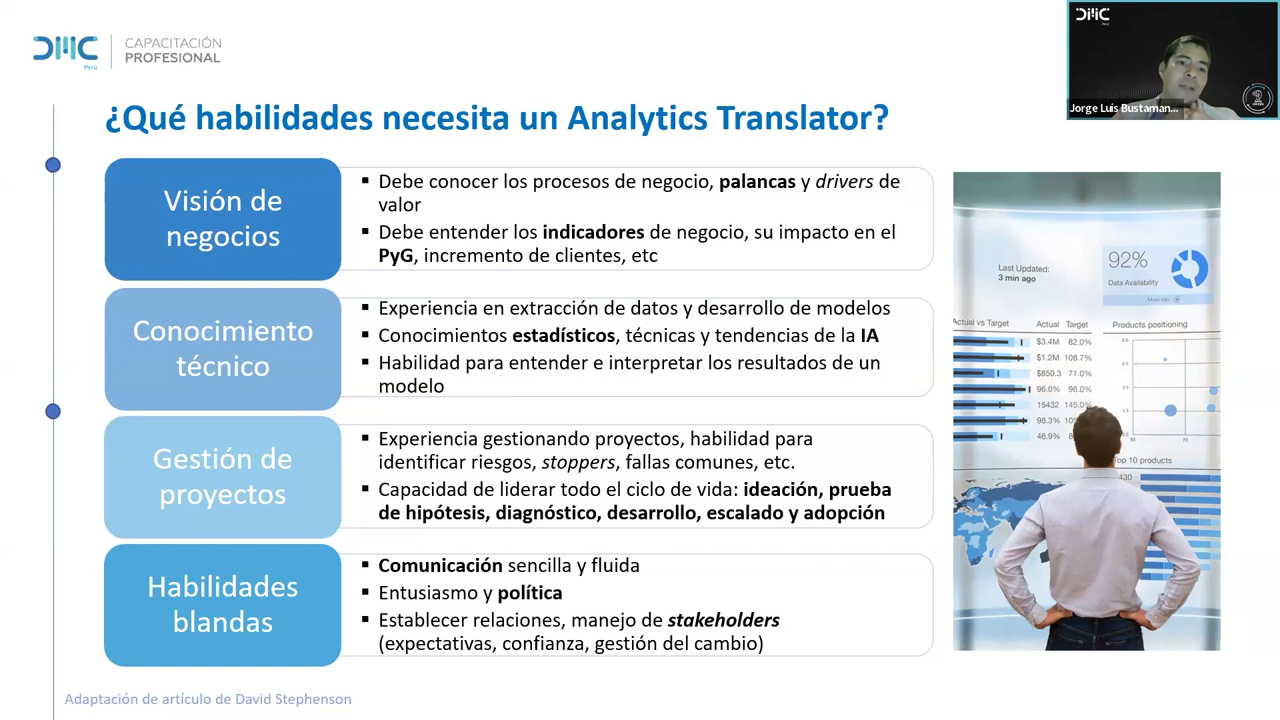 DMC
Perú
CAPACITACIÓN
PROFESIONAL
DMC
Perú
Jorge Luis Bustaman...
¿Qué habilidades necesita un Analytics Translator?
Visión de
negocios
▪ Debe conocer los procesos de negocio, palancas y drivers de
valor
▪ Debe entender los indicadores de negocio, su impacto en el
PyG, incremento de clientes, etc
Conocimiento
técnico
▪ Experiencia en extracción de datos y desarrollo de modelos
▪ Conocimientos estadísticos, técnicas y tendencias de la IA
▪ Habilidad para entender e interpretar los resultados de un
modelo
Gestión de
proyectos
▪ Experiencia gestionando proyectos, habilidad para
identificar riesgos, stoppers, fallas comunes, etc.
▪ Capacidad de liderar todo el ciclo de vida: ideación, prueba
de hipótesis, diagnóstico, desarrollo, escalado y adopción
Habilidades
blandas
▪ Comunicación sencilla y fluida
▪ Entusiasmo y política
▪ Establecer relaciones, manejo de stakeholders
(expectativas, confianza, gestión del cambio)
Last Updated:
3 min ago
92%
Data Availability
More info
Actual vs Target Actual Target
$3.4M 82.0%
$1.2M 108.7%
$850.3 71.0%
96.0% 96.0%
15432 145.0%
98.3%
46.9%
Products positioning
Top 10 products
430
Adaptación de artículo de David Stephenson